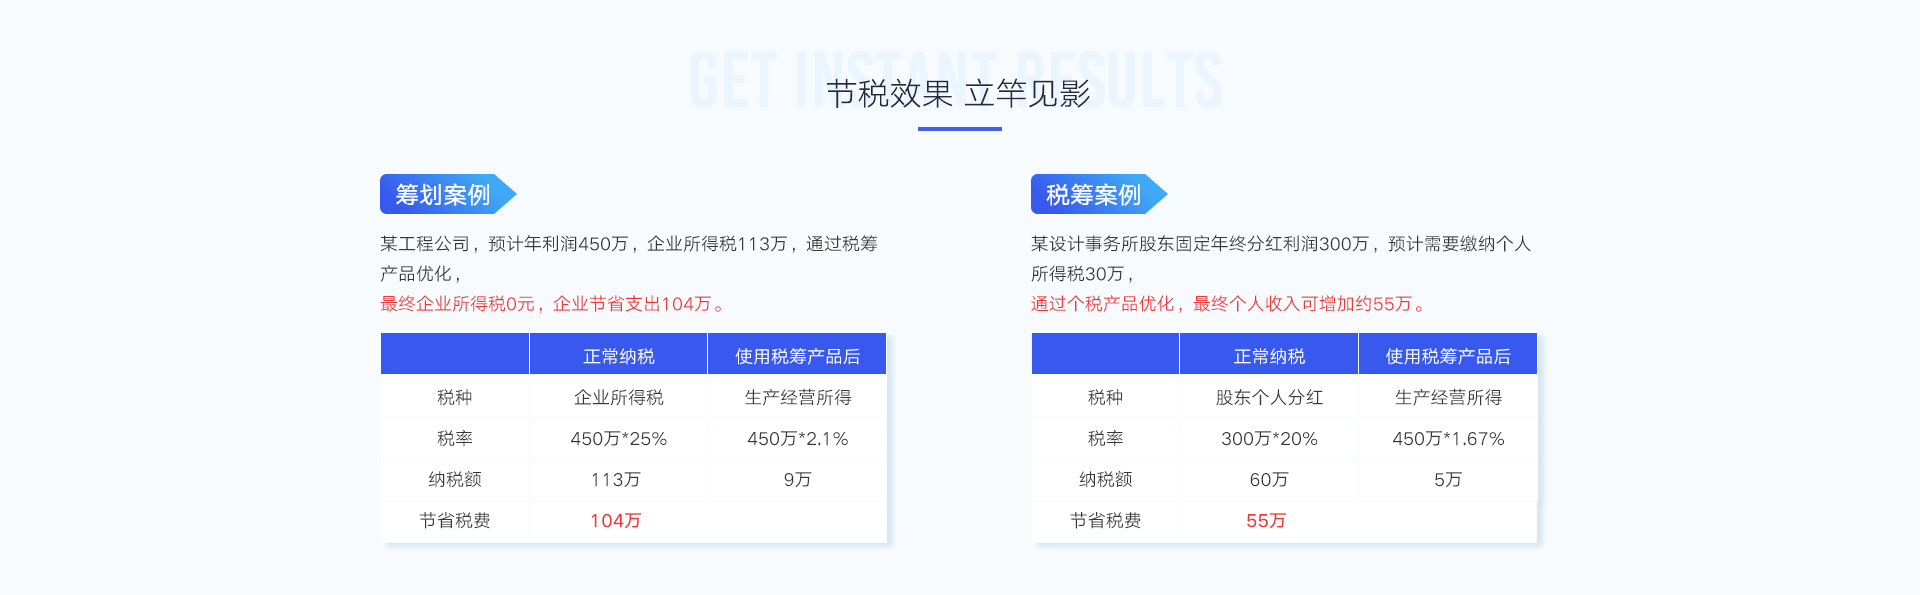 GET INSTANT RESULTS
节税效果 立竿见影
筹划案例
某工程公司，预计年利润450万，企业所得税113万，通过税筹
产品优化，
最终企业所得税0元，企业节省支出104万。
正常纳税 使用税筹产品后
税种 企业所得税 生产经营所得
税率 450万*25% 450万*2.1%
纳税额 113万 9万
节省税费 104万
税筹案例
某设计事务所股东固定年终分红利润300万，预计需要缴纳个人
所得税30万，
通过个税产品优化，最终个人收入可增加约55万。
正常纳税 使用税筹产品后
税种 股东个人分红 生产经营所得
税率 300万*20% 450万*1.67%
纳税额 60万 5万
节省税费 55万